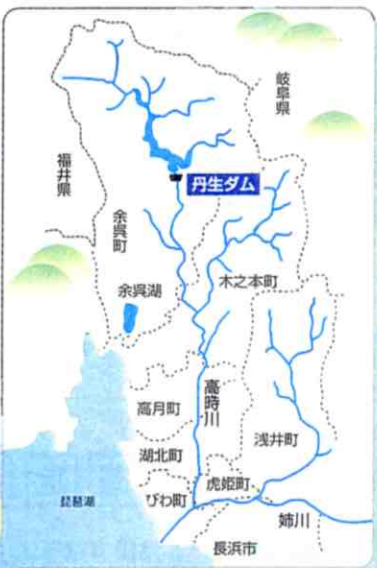 岐阜県
福井県
丹生ダム
余呉町
余呉湖
木之本町
高時川
高月町
浅井町
湖北町
虎姫町
琵琶湖
びわ町
姉川
長浜市